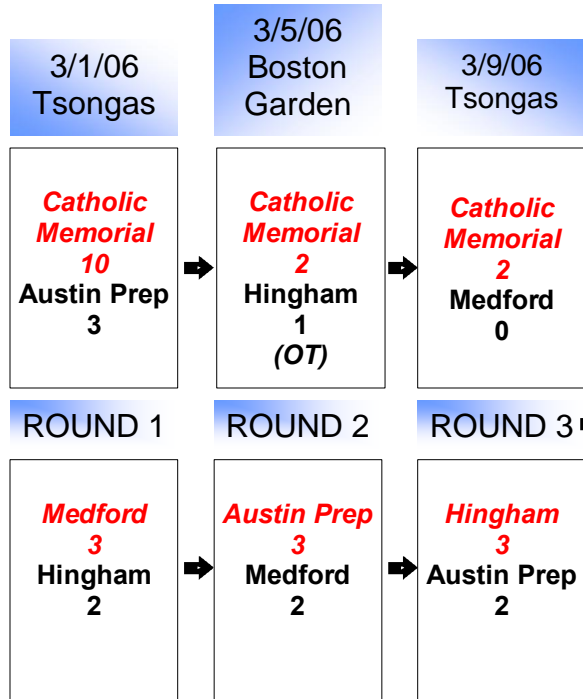 3/1/06
Tsongas
3/5/06
Boston
Garden
3/9/06
Tsongas
Catholic
Memorial
10
Austin Prep
3
Catholic
Memorial
2
Hingham
1
(OT)
Catholic
Memorial
2
Medford
0
ROUND 1
ROUND 2
ROUND 3
Medford
3
Hingham
2
Austin Prep
3
Medford
2
Hingham
3
Austin Prep
2